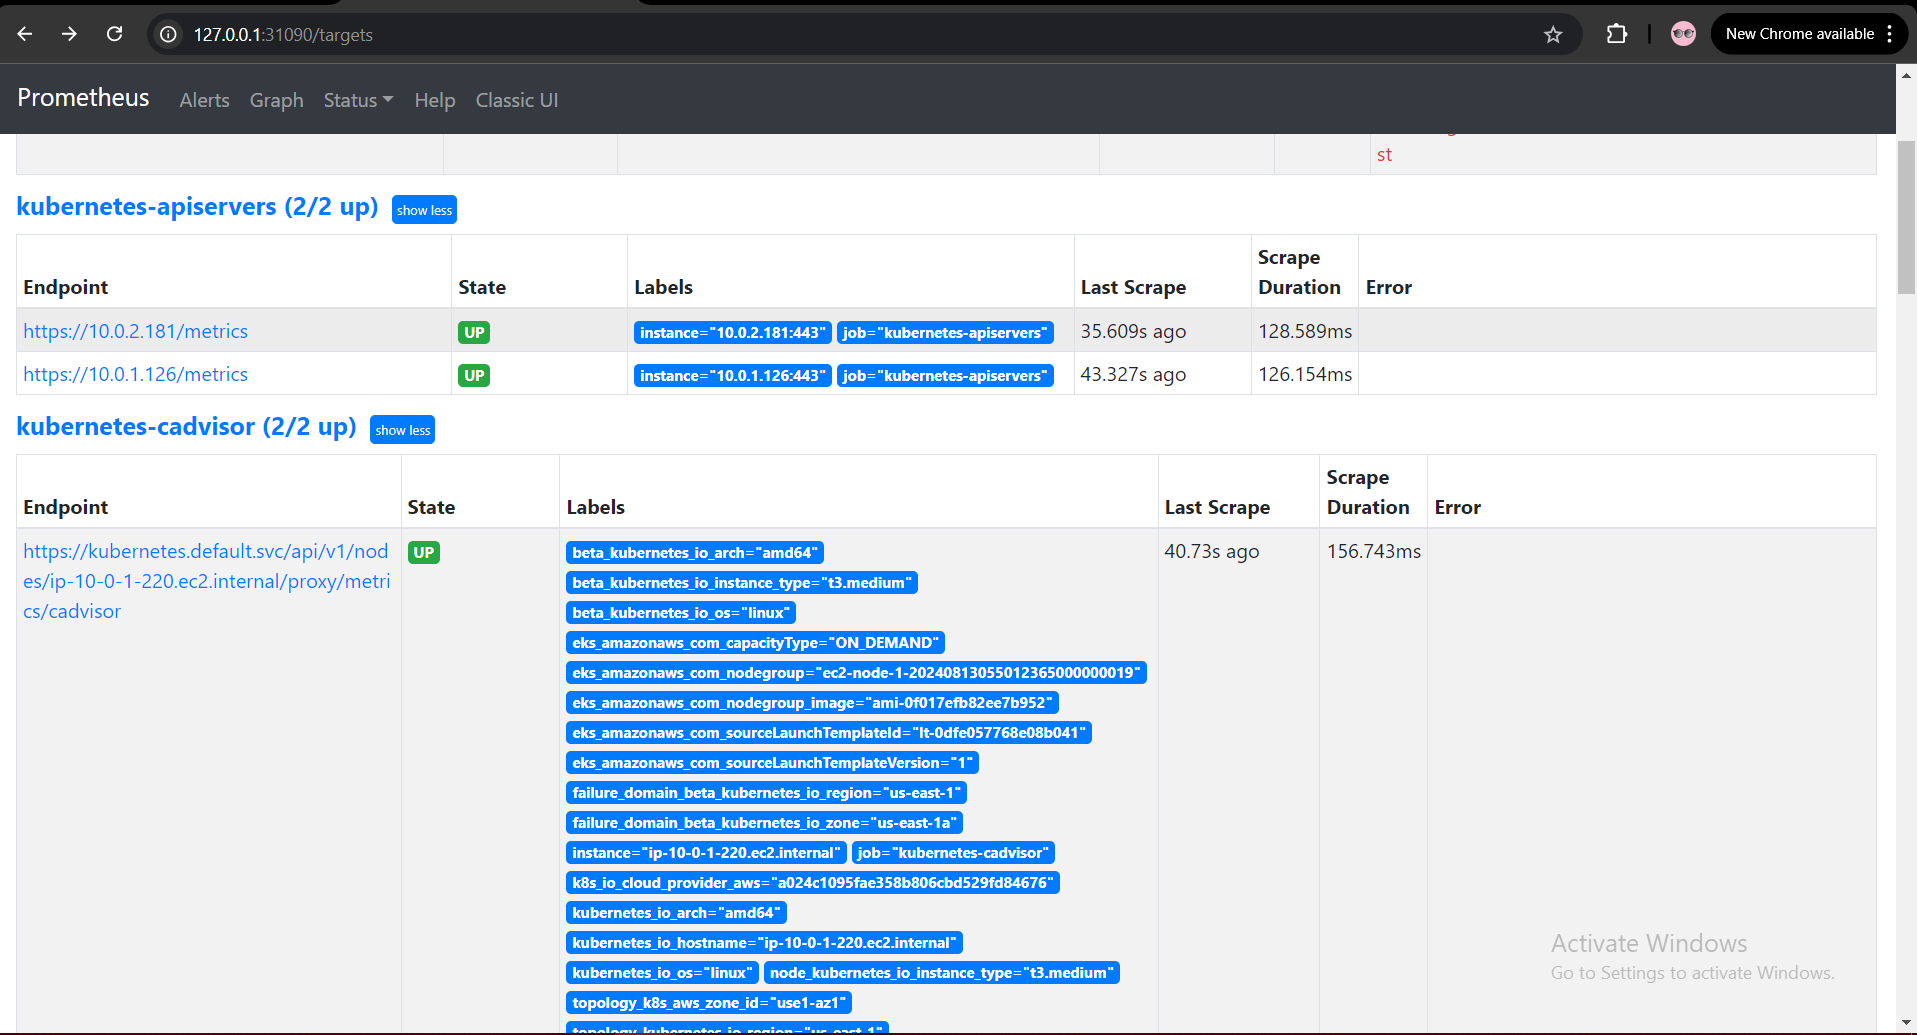 127.0.0.1:31090/targets
New Chrome available
Prometheus Alerts Graph Status Help Classic UI
st
kubernetes-apiservers (2/2 up) show less
Endpoint State Labels Last Scrape Scrape Duration Error
https://10.0.2.181/metrics UP instance="10.0.2.181:443" job="kubernetes-apiservers" 35.609s ago 128.589ms
https://10.0.1.126/metrics UP instance="10.0.1.126:443" job="kubernetes-apiservers" 43.327s ago 126.154ms
kubernetes-cadvisor (2/2 up) show less
Endpoint State Labels Last Scrape Scrape Duration Error
https://kubernetes.default.svc/api/v1/nod UP beta_kubernetes_io_arch="amd64" 40.73s ago 156.743ms
es/ip-10-0-1-220.ec2.internal/proxy/metri beta_kubernetes_io_instance_type="t3.medium"
cs/cadvisor beta_kubernetes_io_os="linux"
eks_amazonaws_com_capacityType="ON_DEMAND"
eks_amazonaws_com_nodegroup="ec2-node-1-20240813055012365000000019"
eks_amazonaws_com_nodegroup_image="ami-0f017efb82ee7b952"
eks_amazonaws_com_sourceLaunchTemplateId="lt-0dfe057768e08b041"
eks_amazonaws_com_sourceLaunchTemplateVersion="1"
failure_domain_beta_kubernetes_io_region="us-east-1"
failure_domain_beta_kubernetes_io_zone="us-east-1a"
instance="ip-10-0-1-220.ec2.internal" job="kubernetes-cadvisor"
k8s_io_cloud_provider_aws="a024c1095fae358b806cbd529fd84676"
kubernetes_io_arch="amd64"
kubernetes_io_hostname="ip-10-0-1-220.ec2.internal"
kubernetes_io_os="linux" node_kubernetes_io_instance_type="t3.medium"
topology_k8s_aws_zone_id="use1-az1"
topology_kubernetes_io_region="us-east-1"
Activate Windows
Go to Settings to activate Windows.